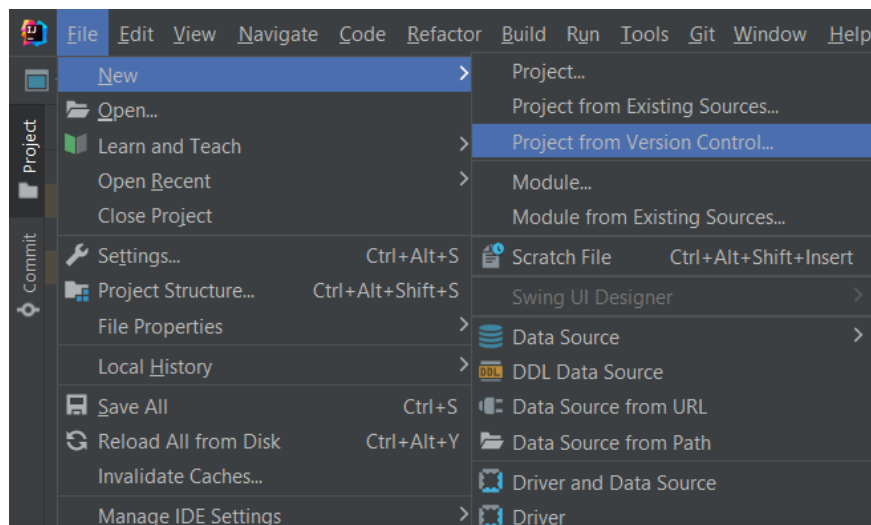 IJ
File Edit View Navigate Code Refactor Build Run Tools Git Window Help
Project
Commit
New
Open...
Learn and Teach
Open Recent
Close Project
Settings... Ctrl+Alt+S
Project Structure... Ctrl+Alt+Shift+S
File Properties
Local History
Save All Ctrl+S
Reload All from Disk Ctrl+Alt+Y
Invalidate Caches...
Manage IDE Settings
Project...
Project from Existing Sources...
Project from Version Control...
Module...
Module from Existing Sources...
Scratch File Ctrl+Alt+Shift+Insert
Swing UI Designer
Data Source
DDL DDL Data Source
Data Source from URL
Data Source from Path
Driver and Data Source
Driver